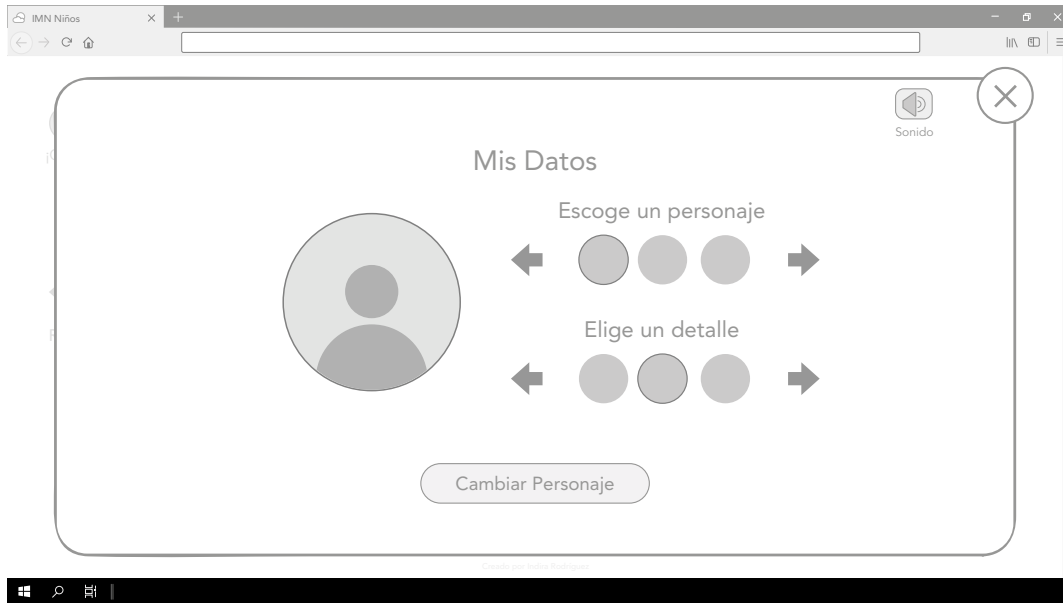 IMN Niños
Sonido
Mis Datos
Escoge un personaje
Elige un detalle
Cambiar Personaje